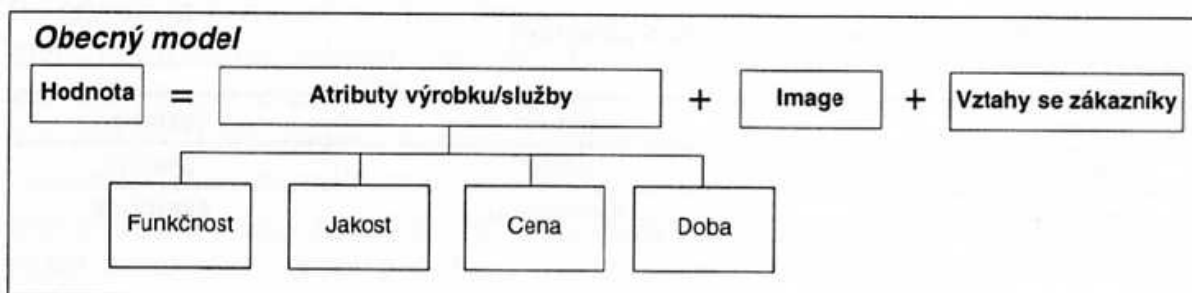 Obecný model
Hodnota = Atributy výrobku/služby + Image + Vztahy se zákazníky
Funkčnost Jakost Cena Doba